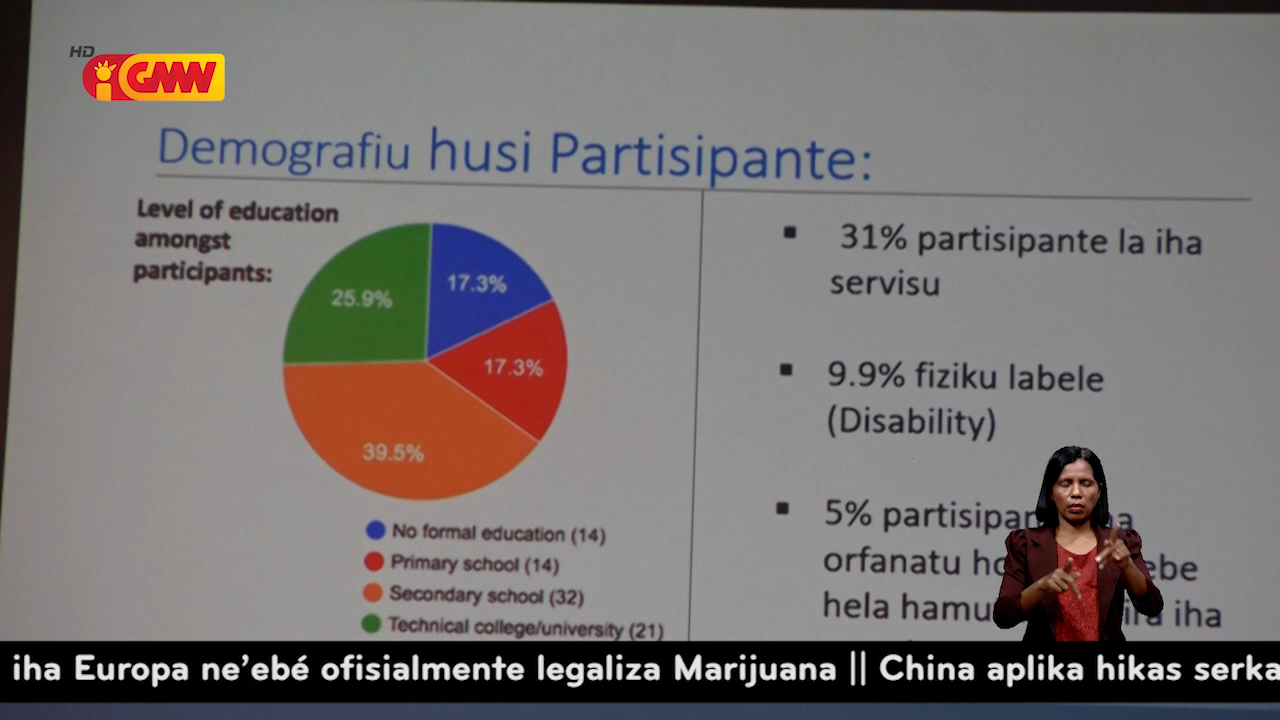 HD
GMN
Demografiu husi Partisipante:
Level of education
amongst
participants:
25.9%
17.3%
17.3%
39.5%
No formal education (14)
Primary school (14)
Secondary school (32)
Technical college/university (21)
31% partisipante la iha
servisu
9.9% fiziku labele
(Disability)
5%
orfanatu
hela iha
iha Europa ne'ebé ofisialmente legaliza Marijuana || China aplika hikas serka